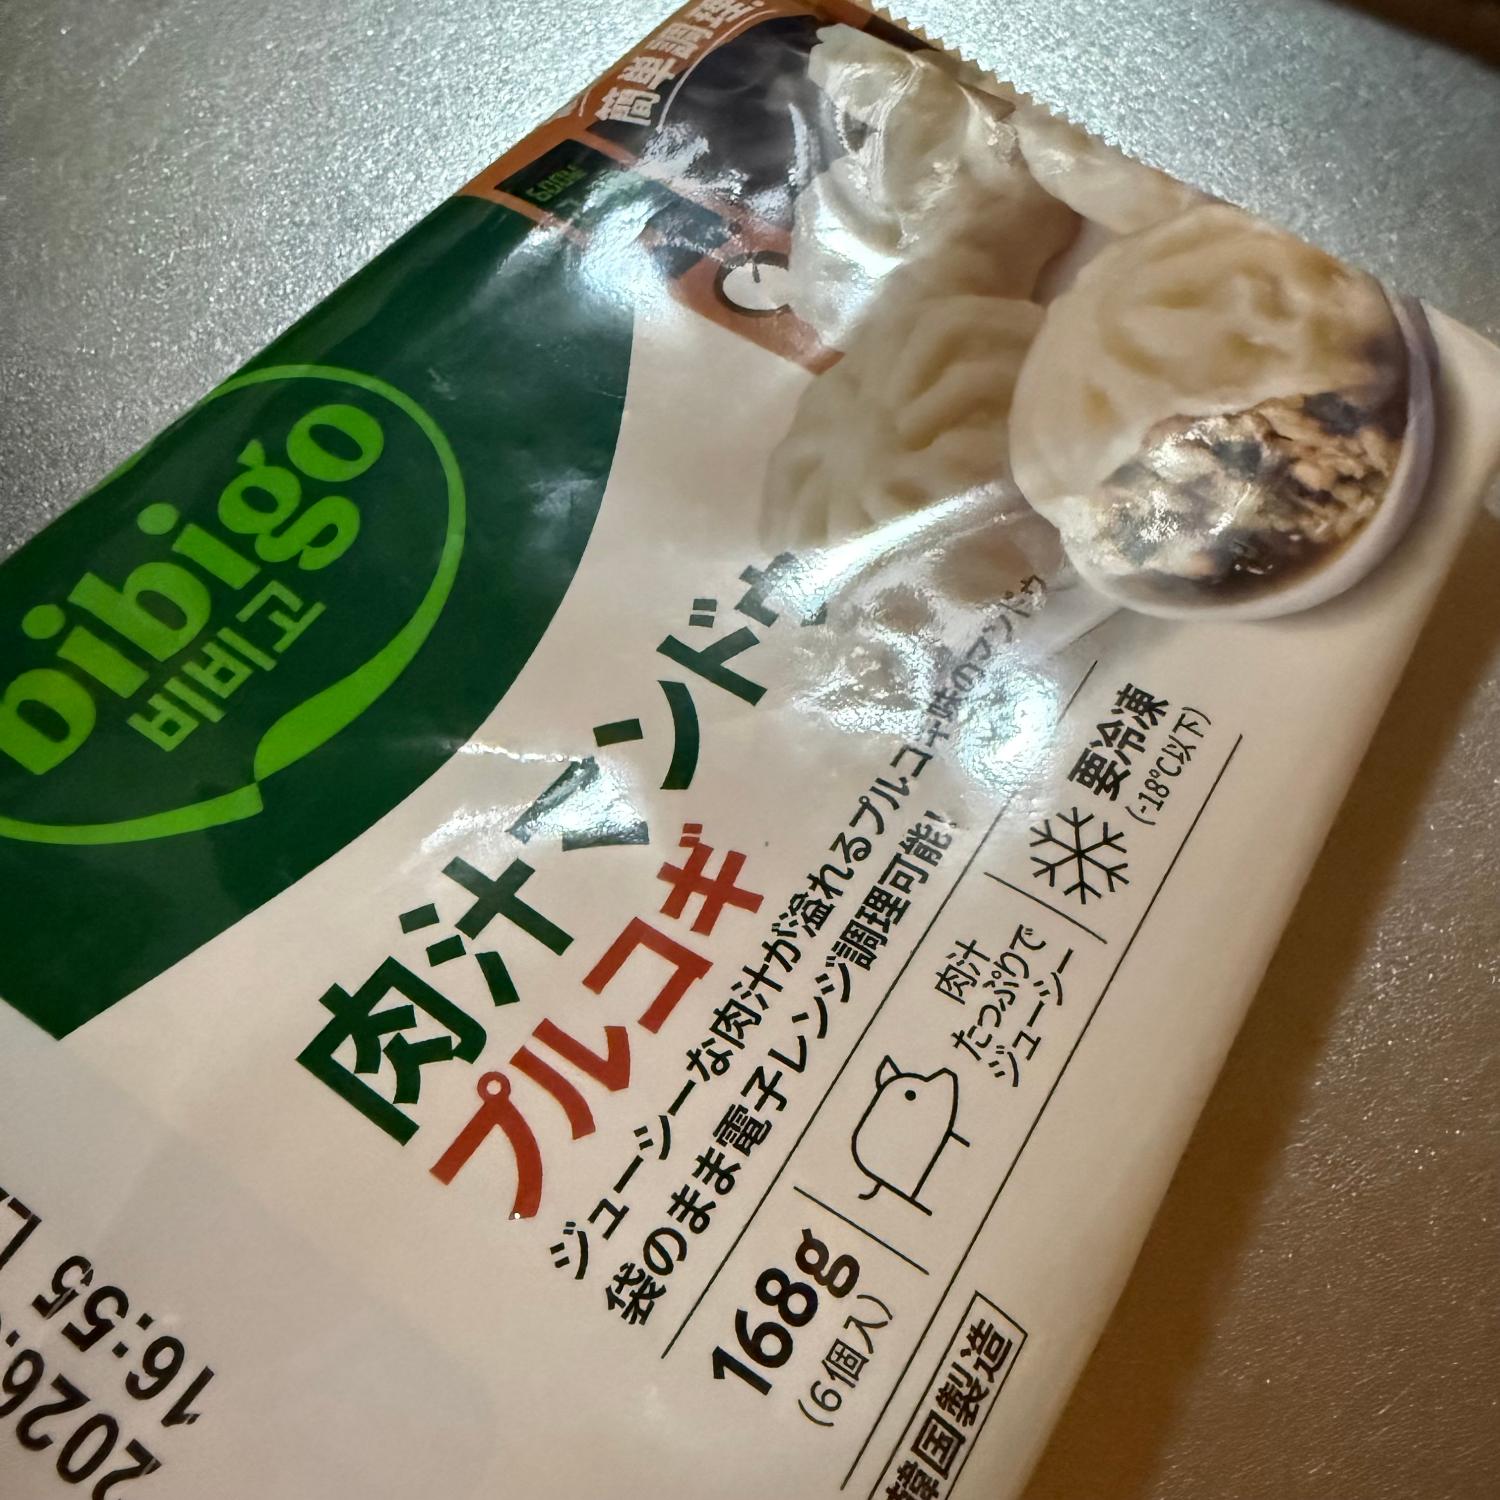 簡単調理!
500W
bibigo
비비고
肉汁マンドゥ
プルコギ
ジューシーな肉汁が溢れるプルコギ味のマンドゥ
袋のまま電子レンジ調理可能!
168g
(6個入)
肉汁
たっぷりで
ジューシー
要冷凍
(-18℃以下)
韓国製造
2026.
16:55